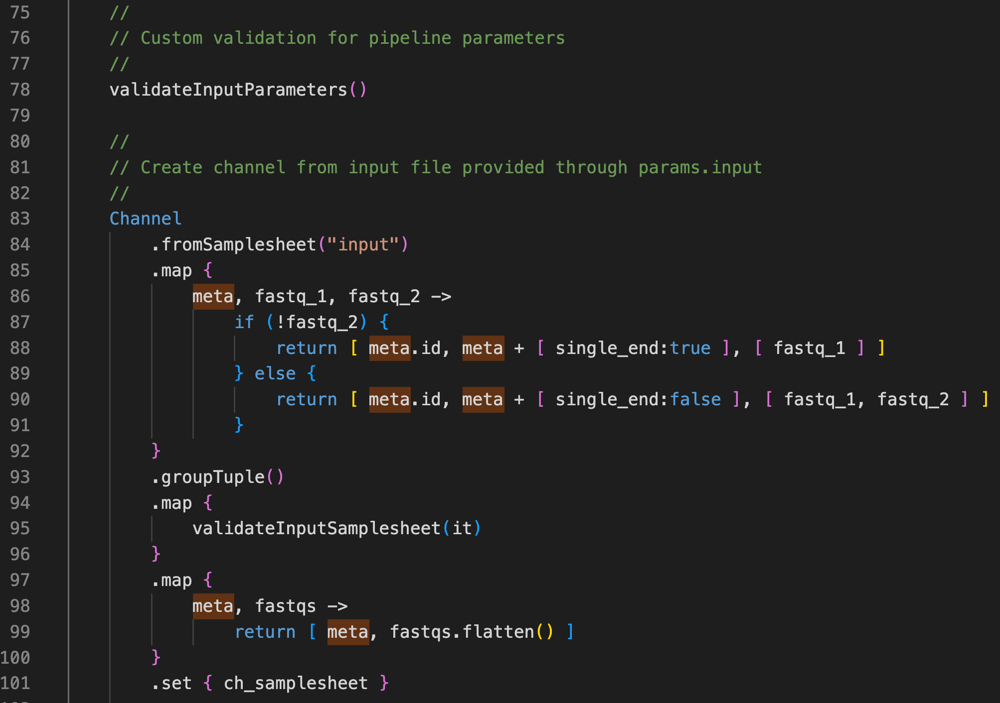 75 //
76 // Custom validation for pipeline parameters
77 //
78 validateInputParameters()
79
80 //
81 // Create channel from input file provided through params.input
82 //
83 Channel
84 .fromSamplesheet("input")
85 .map {
86 meta, fastq_1, fastq_2 ->
87 if (!fastq_2) {
88 return [ meta.id, meta + [ single_end:true ], [ fastq_1 ] ]
89 } else {
90 return [ meta.id, meta + [ single_end:false ], [ fastq_1, fastq_2 ] ]
91 }
92 }
93 .groupTuple()
94 .map {
95 validateInputSamplesheet(it)
96 }
97 .map {
98 meta, fastqs ->
99 return [ meta, fastqs.flatten() ]
100 }
101 .set { ch_samplesheet }